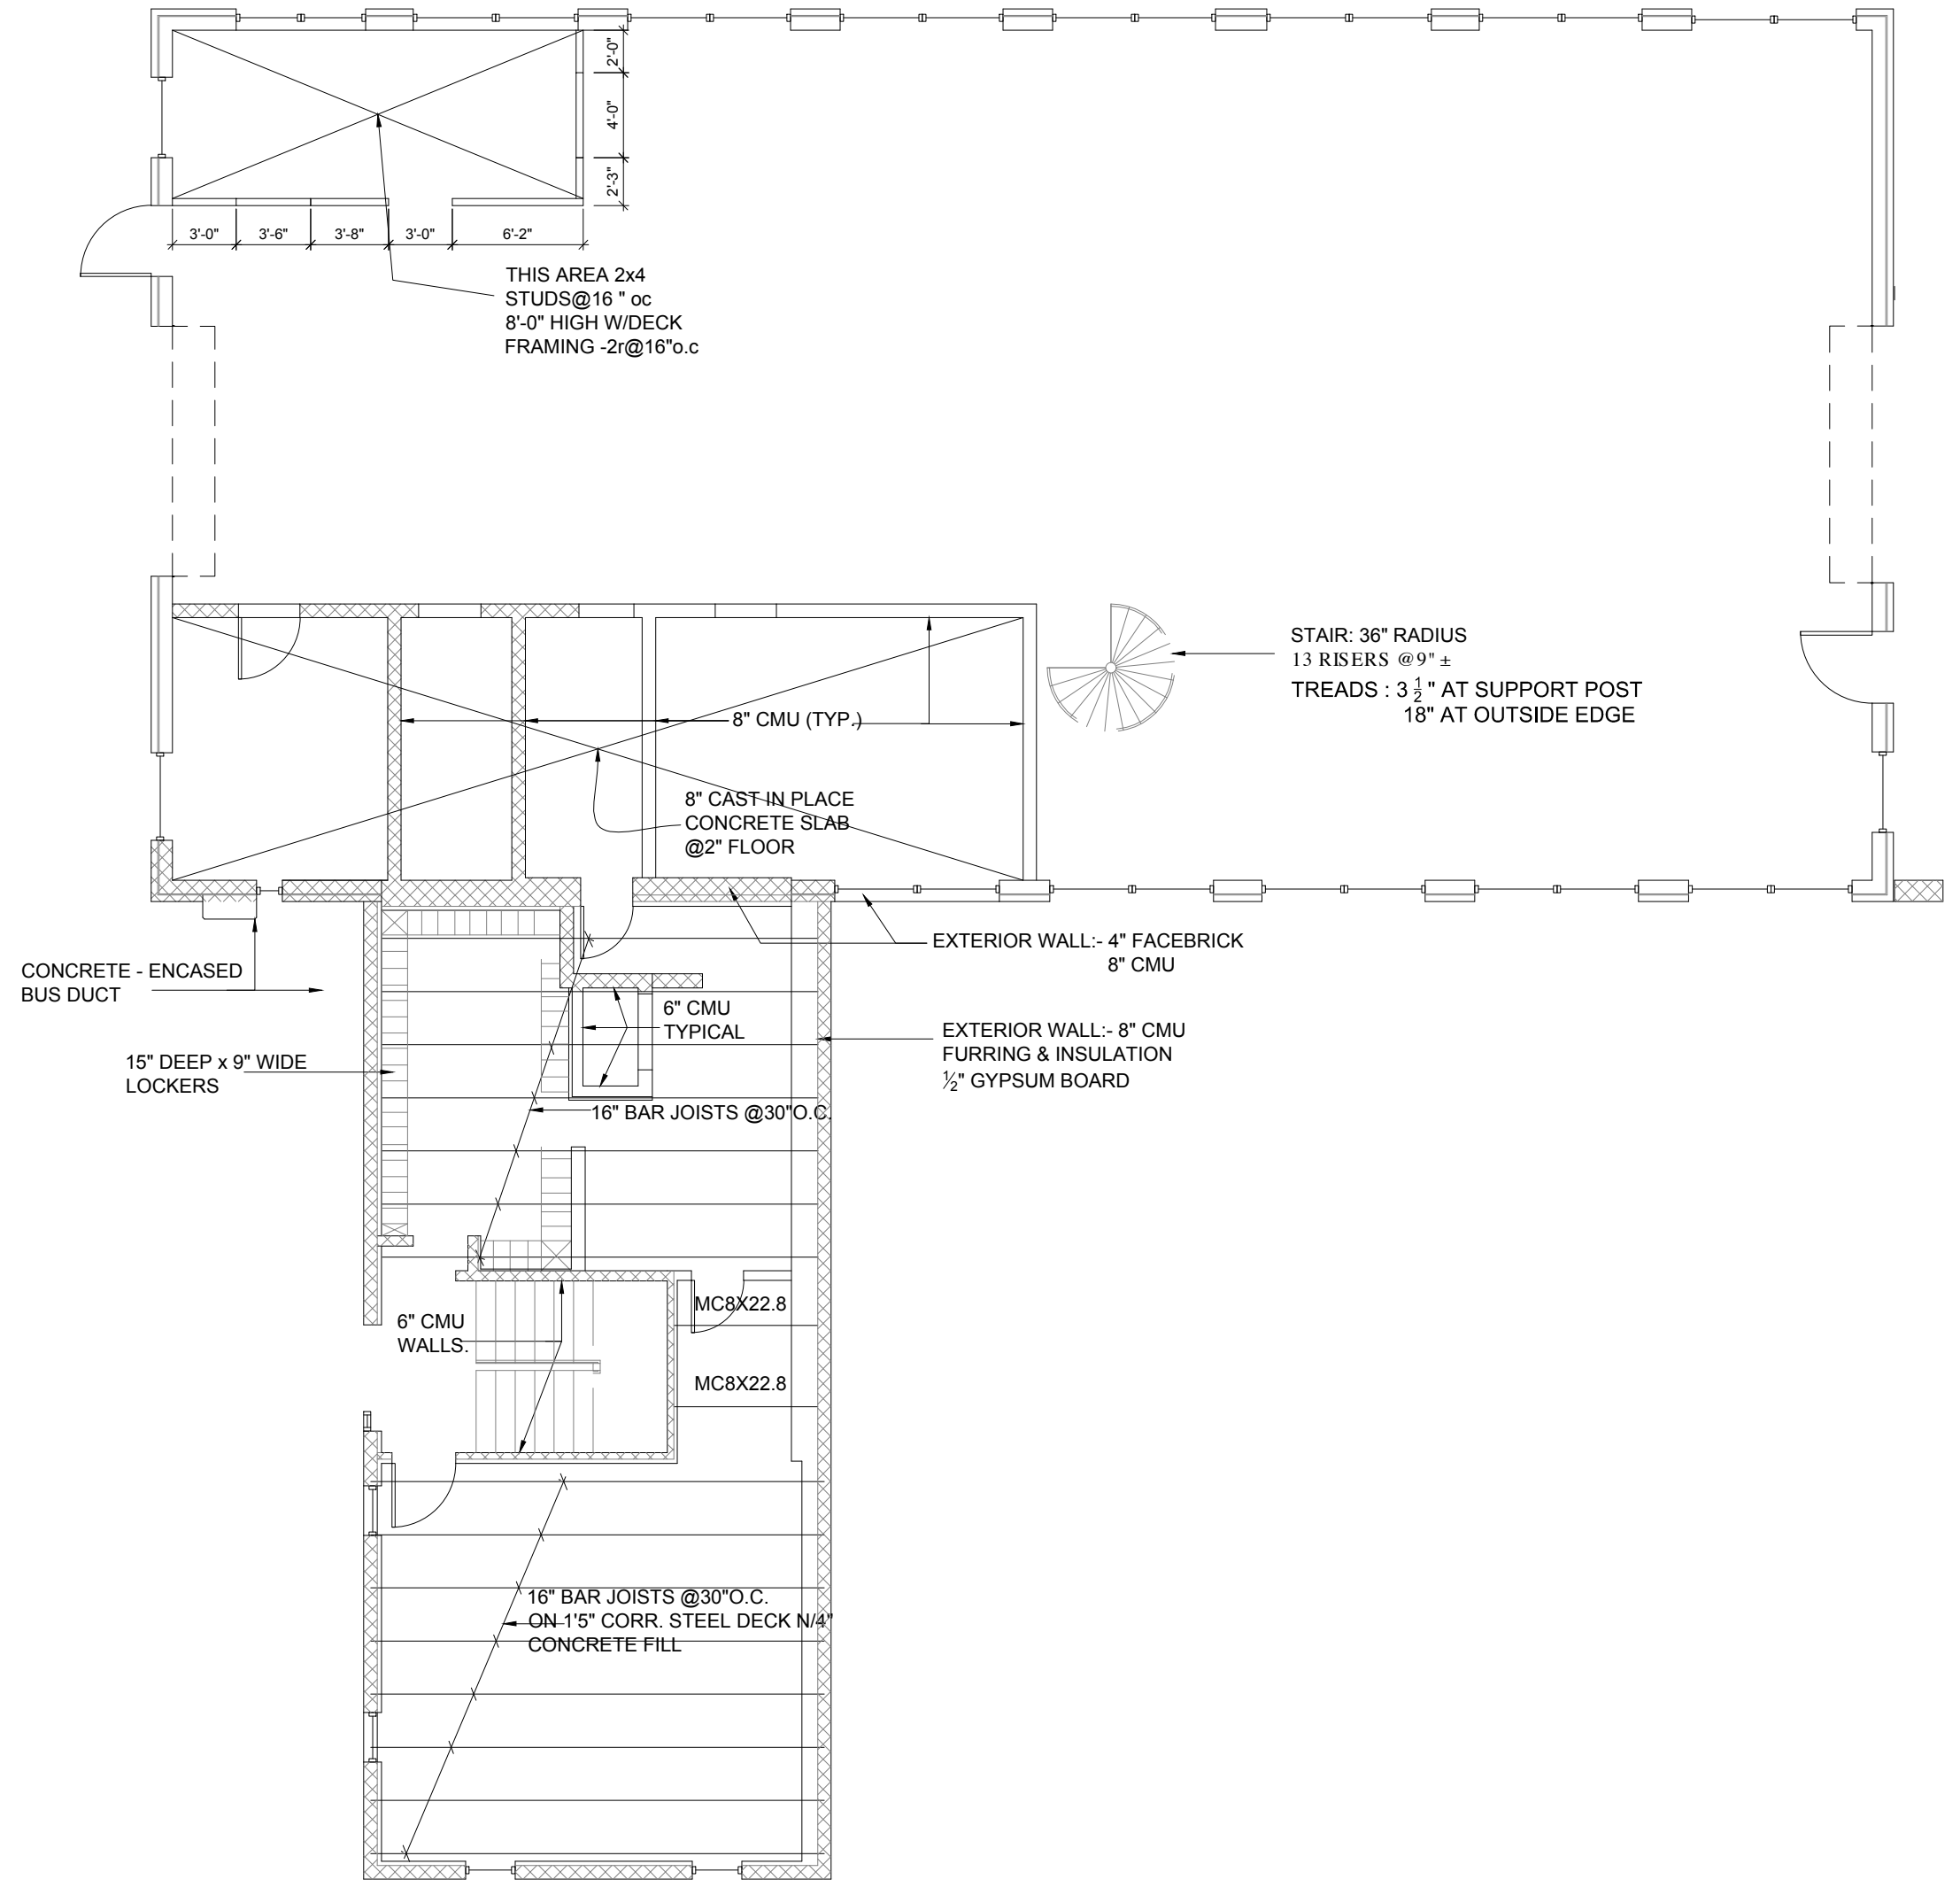 2'-0"
4'-0"
2'-3"
3'-0" 3'-6" 3'-8" 3'-0" 6'-2"
THIS AREA 2x4
STUDS@16 " oc
8'-0" HIGH W/DECK
FRAMING -2r@16"o.c
STAIR: 36" RADIUS
13 RISERS @9" ±
TREADS : 3 ½ " AT SUPPORT POST
18" AT OUTSIDE EDGE
8" CMU (TYP.)
8" CAST IN PLACE
CONCRETE SLAB
@2" FLOOR
EXTERIOR WALL:- 4" FACEBRICK
8" CMU
CONCRETE - ENCASED
BUS DUCT
6" CMU
TYPICAL
EXTERIOR WALL:- 8" CMU
FURRING & INSULATION
½" GYPSUM BOARD
15" DEEP x 9" WIDE
LOCKERS
16" BAR JOISTS @30"O.C.
MC8X22.8
6" CMU
WALLS.
MC8X22.8
16" BAR JOISTS @30"O.C.
ON 1'5" CORR. STEEL DECK N/4"
CONCRETE FILL